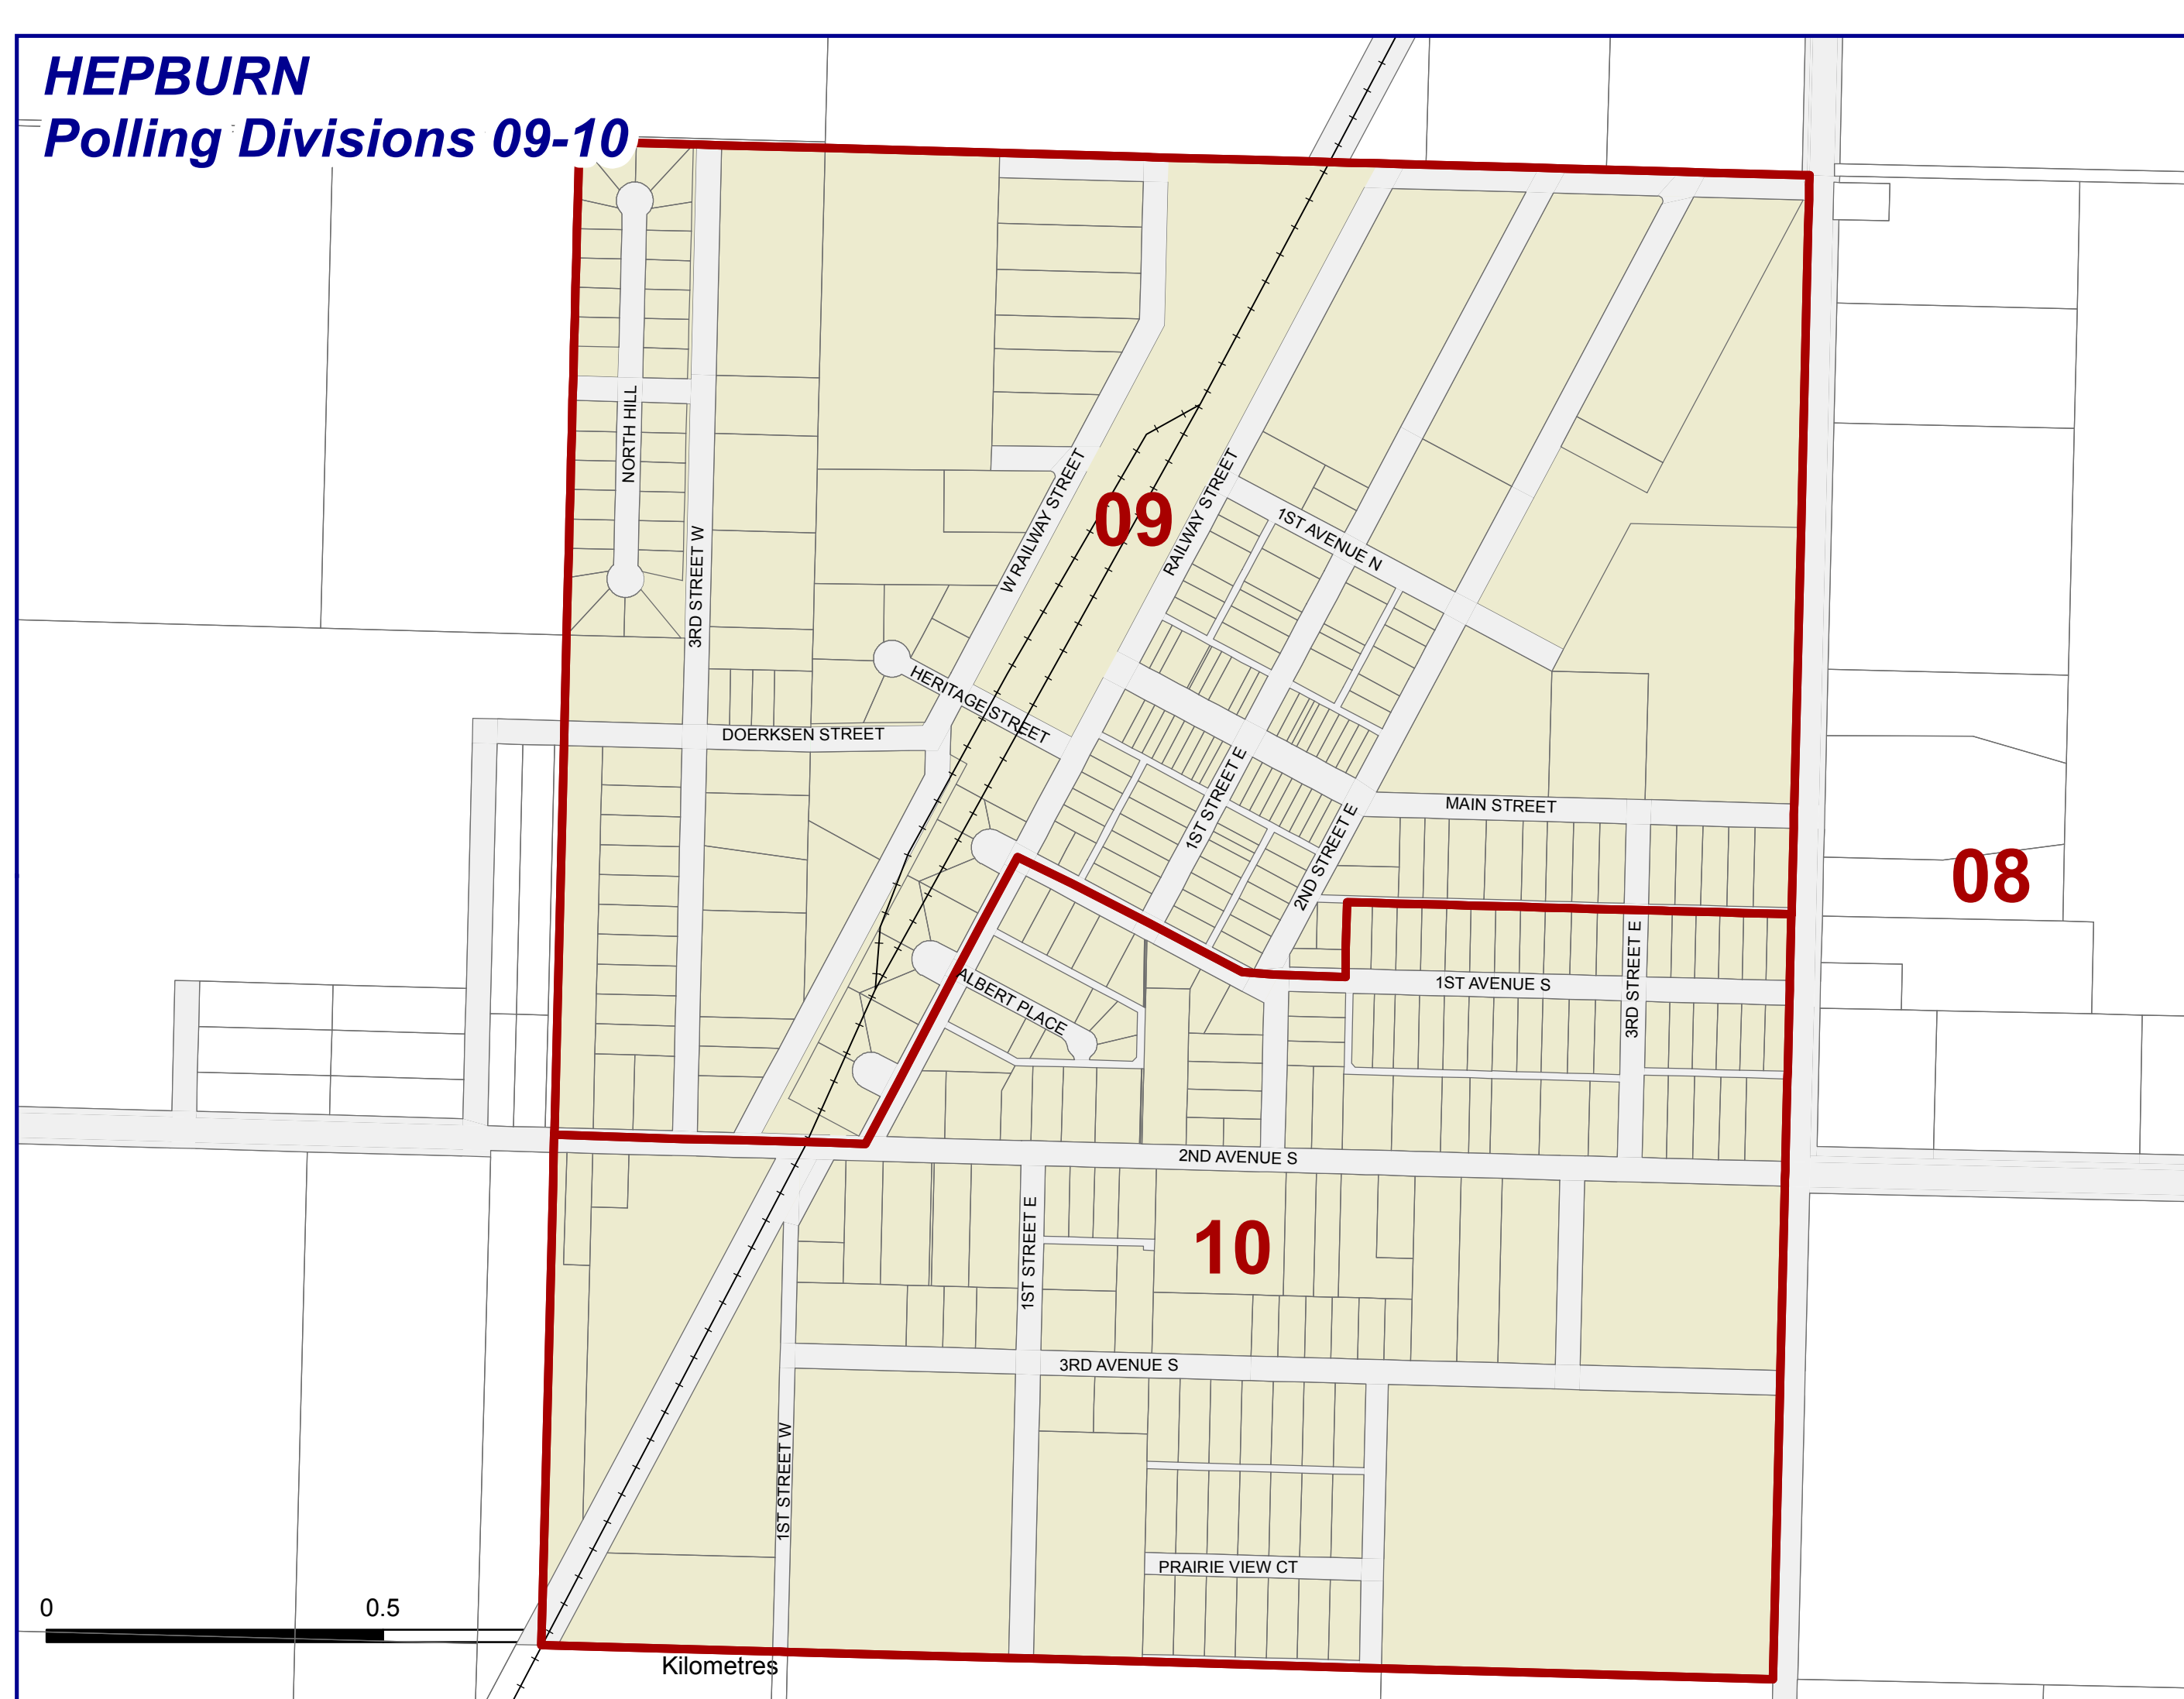 HEPBURN
Polling Divisions 09-10
NORTH HILL
3RD STREET W
W RAILWAY STREET
09
RAILWAY STREET
1ST AVENUE N
HERITAGE STREET
DOERKSEN STREET
1ST STREET E
2ND STREET E
MAIN STREET
08
ALBERT PLACE
1ST AVENUE S
3RD STREET E
2ND AVENUE S
10
1ST STREET E
3RD AVENUE S
1ST STREET W
PRAIRIE VIEW CT
0 0.5
Kilometres